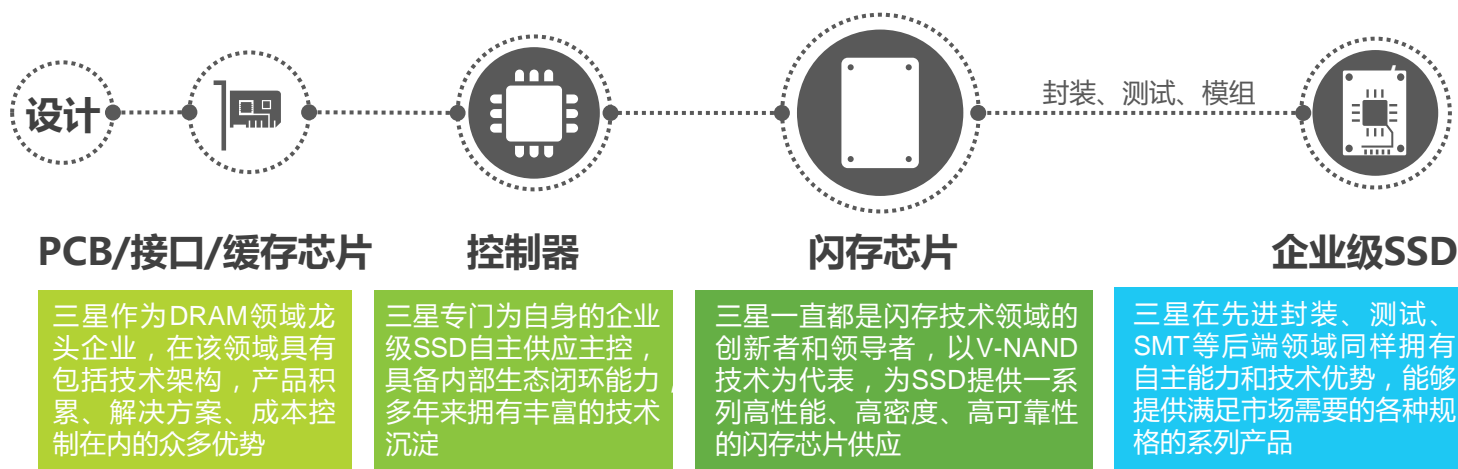 设计
封装、测试、模组
PCB/接口/缓存芯片
控制器
闪存芯片
企业级SSD
三星作为DRAM领域龙
头企业，在该领域具有
包括技术架构，产品积
累、解决方案、成本控
制在内的众多优势
三星专门为自身的企业
级SSD自主供应主控，
具备内部生态闭环能力，
多年来拥有丰富的技术
沉淀
三星一直都是闪存技术领域的
创新者和领导者，以V-NAND
技术为代表，为SSD提供一系
列高性能、高密度、高可靠性
的闪存芯片供应
三星在先进封装、测试、
SMT等后端领域同样拥有
自主能力和技术优势，能够
提供满足市场需要的各种规
格的系列产品